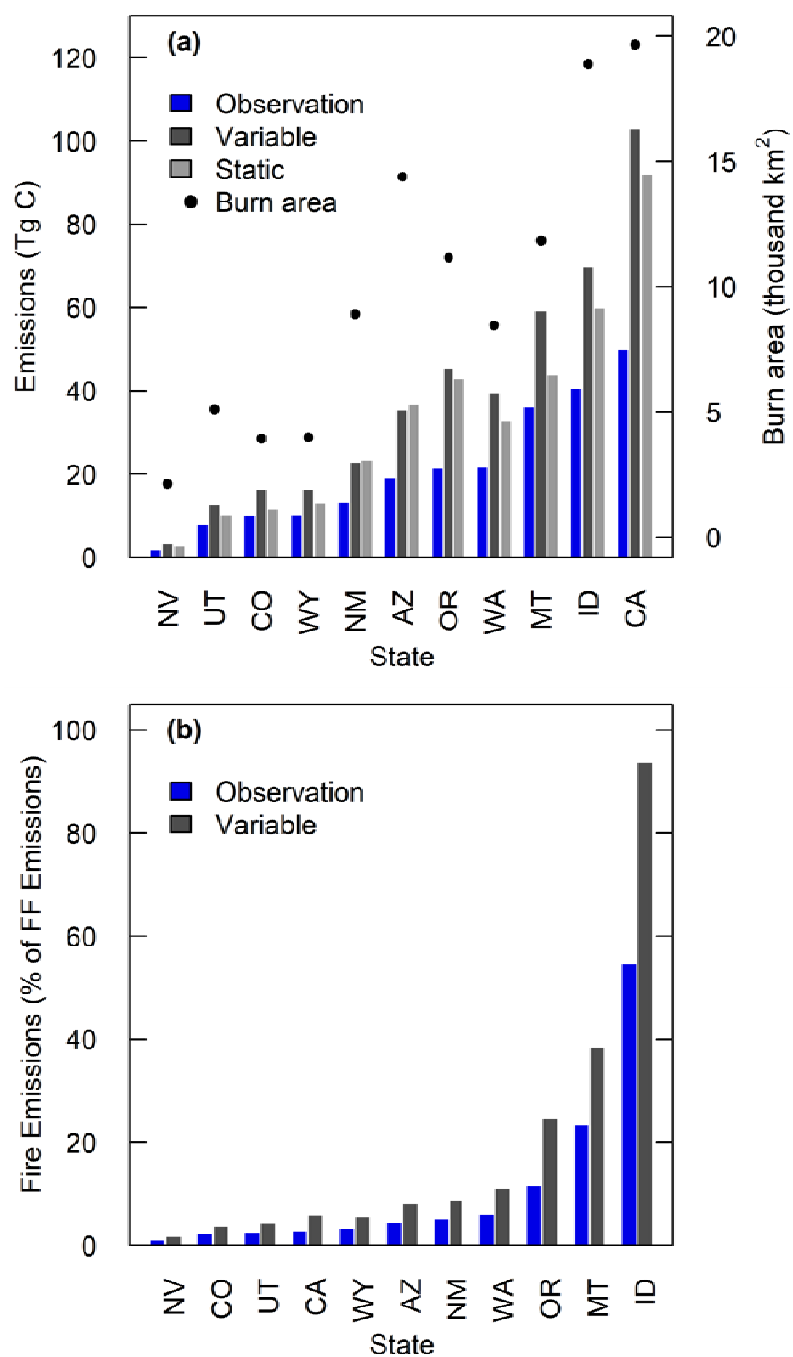 (a)
Observation
Variable
Static
Burn area
Emissions (Tg C)
0
20
40
60
80
100
120
Burn area (thousand km²)
0
5
10
15
20
NV UT CO WY NM AZ OR WA MT ID CA
State
(b)
Observation
Variable
Fire Emissions (% of FF Emissions)
0
20
40
60
80
100
NV CO UT CA WY AZ NM WA OR MT ID
State